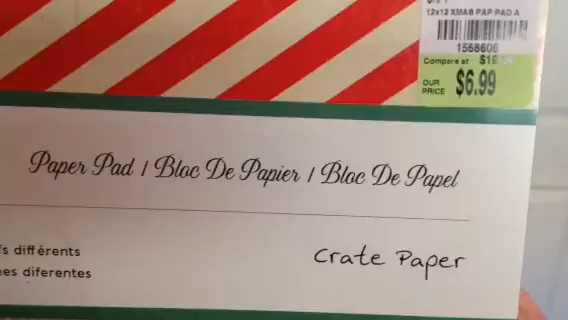 12x12 XMAS PAP PAD A
1568606
Compare at $19
OUR PRICE $6.99
Paper Pad / Bloc De Papier / Bloc De Papel
différents
diferentes
Crate Paper